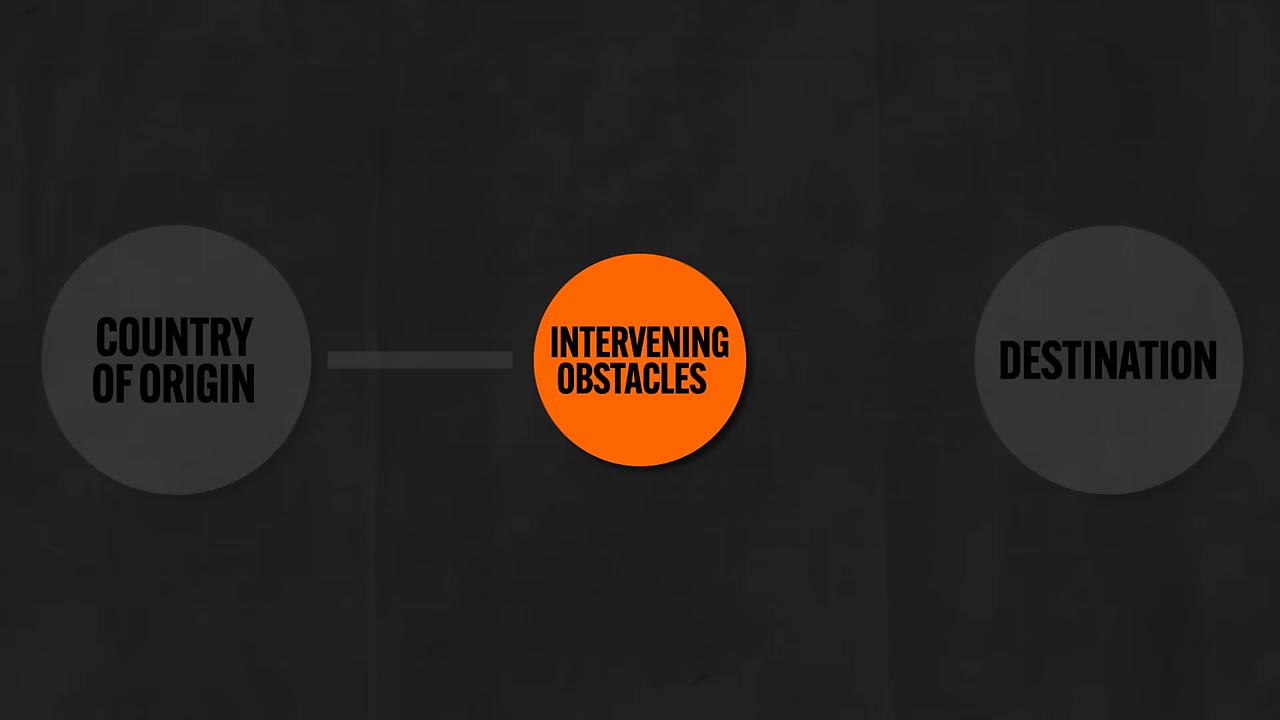 COUNTRY
OF ORIGIN
INTERVENING
OBSTACLES
DESTINATION